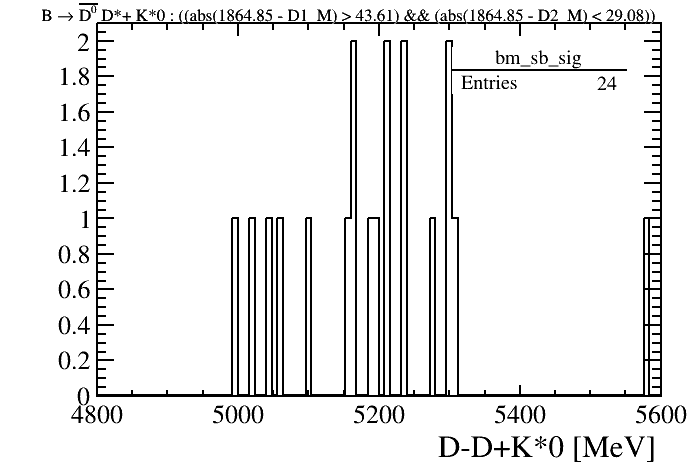 B → D⁰ D*+ K*0 : ((abs(1864.85 - D1_M) > 43.61) && (abs(1864.85 - D2_M) < 29.08))
2
bm_sb_sig
1.8
Entries 24
1.6
1.4
1.2
1
0.8
0.6
0.4
0.2
0
4800 5000 5200 5400 5600
D-D+K*0 [MeV]